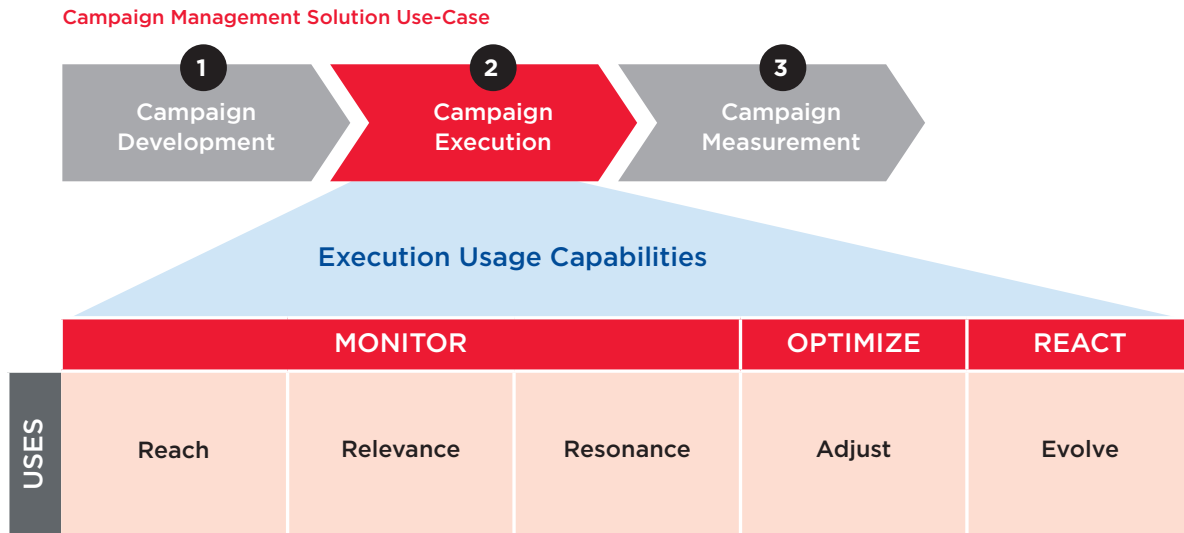 Campaign Management Solution Use-Case
1
Campaign
Development
2
Campaign
Execution
3
Campaign
Measurement
Execution Usage Capabilities
MONITOR
OPTIMIZE
REACT
USES
Reach
Relevance
Resonance
Adjust
Evolve